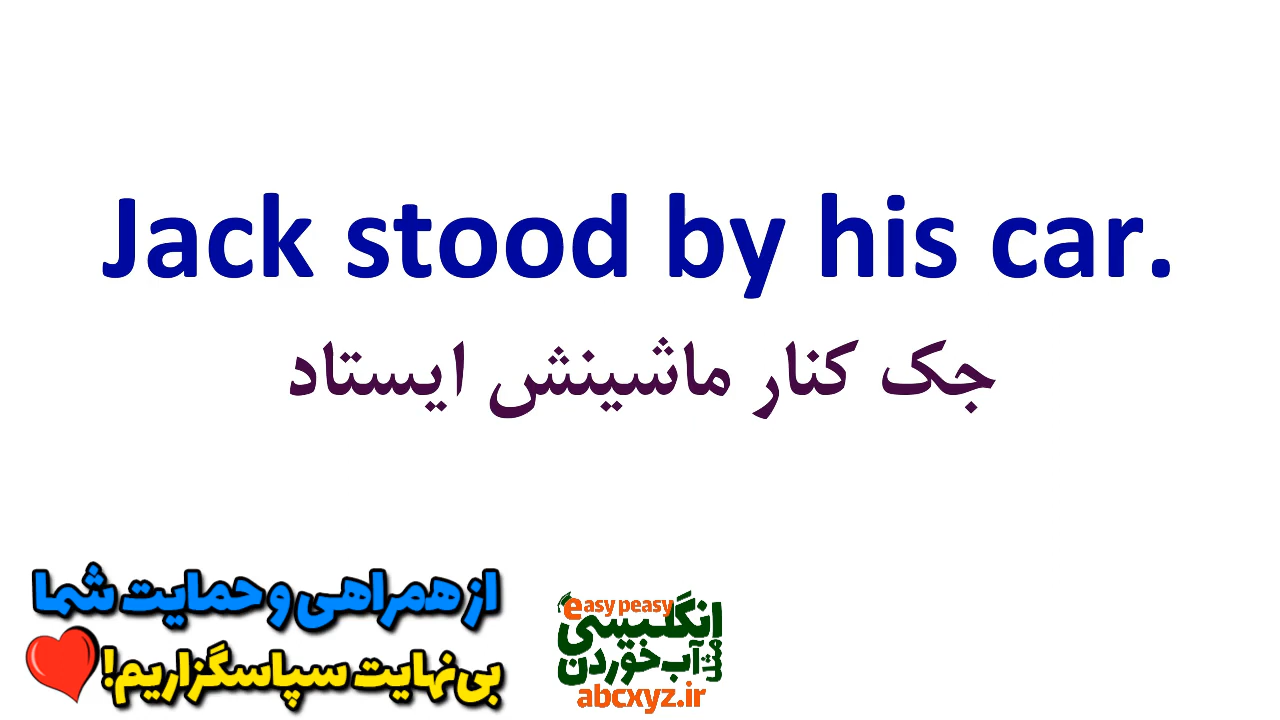 Jack stood by his car.
جک کنار ماشینش ایستاد
از همراهی و حمایت شما
بی‌نهایت سپاسگزاریم!
easy peasy
انگلیسی
مثل آب خوردن
abcxyz.ir